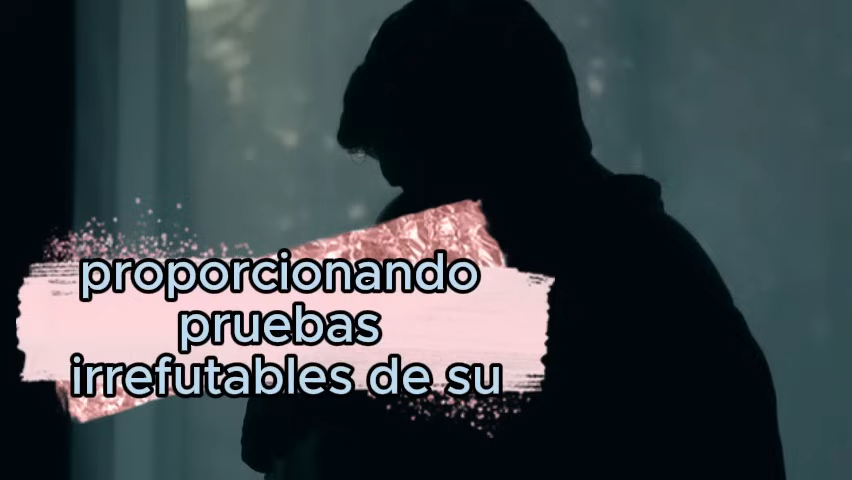 proporcionando
pruebas
irrefutables de su